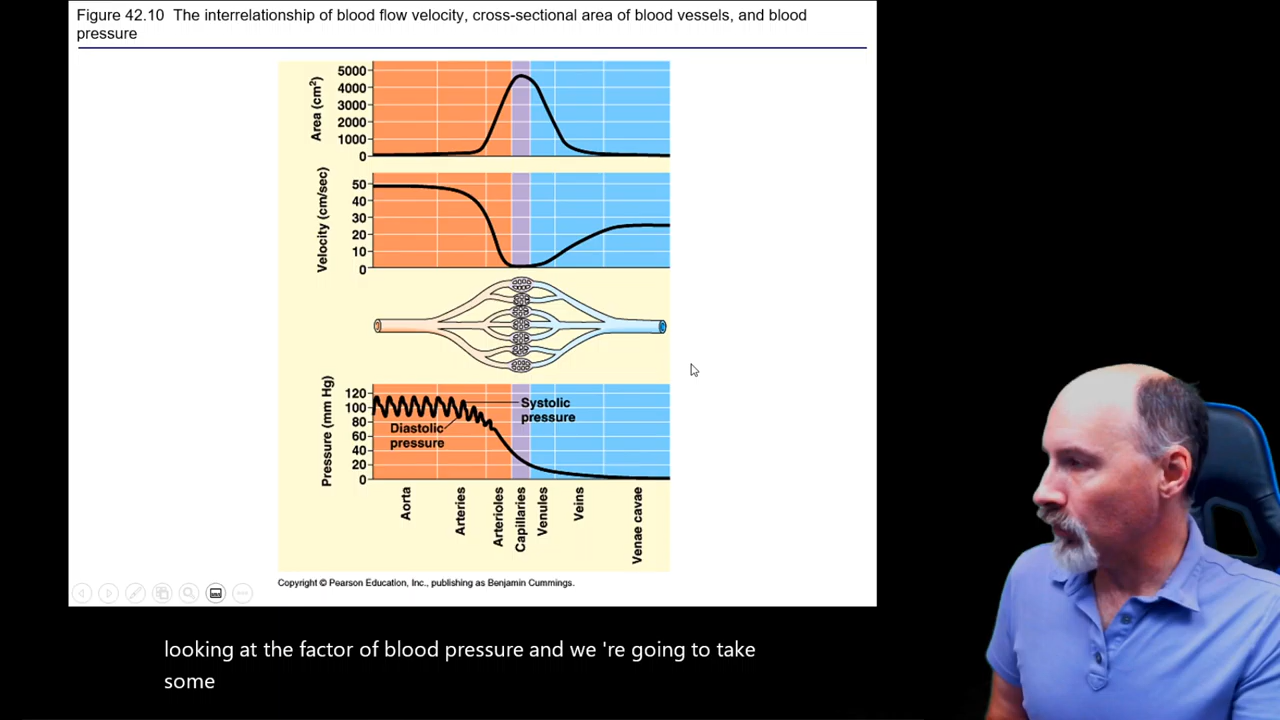 Figure 42.10 The interrelationship of blood flow velocity, cross-sectional area of blood vessels, and blood
pressure
Area (cm²)
5000
4000
3000
2000
1000
0
Velocity (cm/sec)
50
40
30
20
10
0
Pressure (mm Hg)
120
100
80
60
40
20
0
Systolic
pressure
Diastolic
pressure
Aorta
Arteries
Arterioles
Capillaries
Venules
Veins
Venae cavae
Copyright © Pearson Education, Inc., publishing as Benjamin Cummings.
looking at the factor of blood pressure and we 're going to take
some